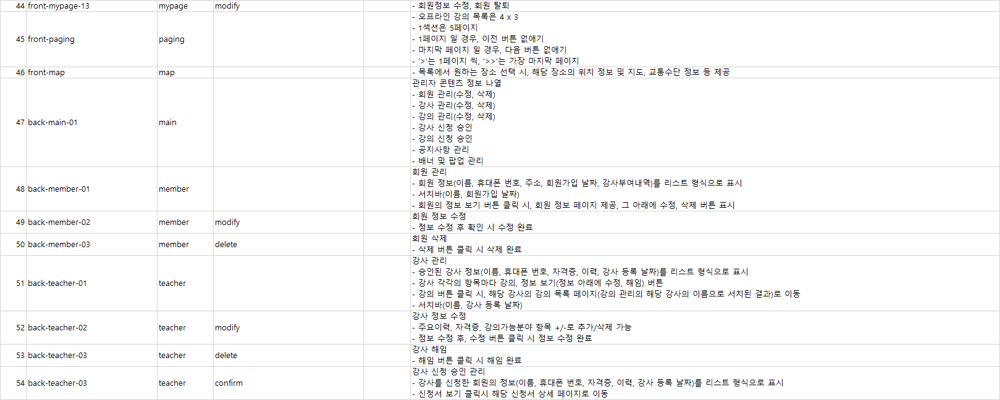 44 front-mypage-13 mypage modify - 회원정보 수정, 회원 탈퇴
- 오프라인 강의 목록은 4 x 3
- 1섹션은 5페이지
45 front-paging paging - 1페이지 일 경우, 이전 버튼 없애기
- 마지막 페이지 일 경우, 다음 버튼 없애기
- '>'는 1페이지 씩, '>>'는 가장 마지막 페이지
46 front-map map - 목록에서 원하는 장소 선택 시, 해당 장소의 위치 정보 및 지도, 교통수단 정보 등 제공
관리자 콘텐츠 정보 나열
- 회원 관리(수정, 삭제)
- 강사 관리(수정, 삭제)
- 강의 관리(수정, 삭제)
47 back-main-01 main - 강사 신청 승인
- 강의 신청 승인
- 공지사항 관리
- 배너 및 팝업 관리
회원 관리
- 회원 정보(이름, 휴대폰 번호, 주소, 회원가입 날짜, 강사부여내역)를 리스트 형식으로 표시
48 back-member-01 member - 서치바(이름, 회원가입 날짜)
- 회원의 정보 보기 버튼 클릭 시, 회원 정보 페이지 제공, 그 아래에 수정, 삭제 버튼 표시
회원 정보 수정
49 back-member-02 member modify - 정보 수정 후 확인 시 수정 완료
회원 삭제
50 back-member-03 member delete - 삭제 버튼 클릭 시 삭제 완료
강사 관리
- 승인된 강사 정보(이름, 휴대폰 번호, 자격증, 이력, 강사 등록 날짜)를 리스트 형식으로 표시
51 back-teacher-01 teacher - 강사 각각의 항목마다 강의, 정보 보기(정보 아래에 수정, 해임) 버튼
- 강의 버튼 클릭 시, 해당 강사의 강의 목록 페이지(강의 관리의 해당 강사의 이름으로 서치된 결과)로 이동
- 서치바(이름, 강사 등록 날짜)
강사 정보 수정
52 back-teacher-02 teacher modify - 주요이력, 자격증, 강의가능분야 항목 +/-로 추가/삭제 가능
- 정보 수정 후, 수정 버튼 클릭 시 정보 수정 완료
강사 해임
53 back-teacher-03 teacher delete - 해임 버튼 클릭 시 해임 완료
강사 신청 승인 관리
54 back-teacher-03 teacher confirm - 강사를 신청한 회원의 정보(이름, 휴대폰 번호, 자격증, 이력, 강사 등록 날짜)를 리스트 형식으로 표시
- 신청서 보기 클릭시 해당 신청서 상세 페이지로 이동